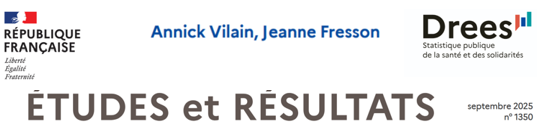 RÉPUBLIQUE
FRANÇAISE
Liberté
Égalité
Fraternité
Annick Vilain, Jeanne Fresson
Drees
Statistique publique
de la santé et des solidarités
ÉTUDES et RÉSULTATS
septembre 2025
n° 1350